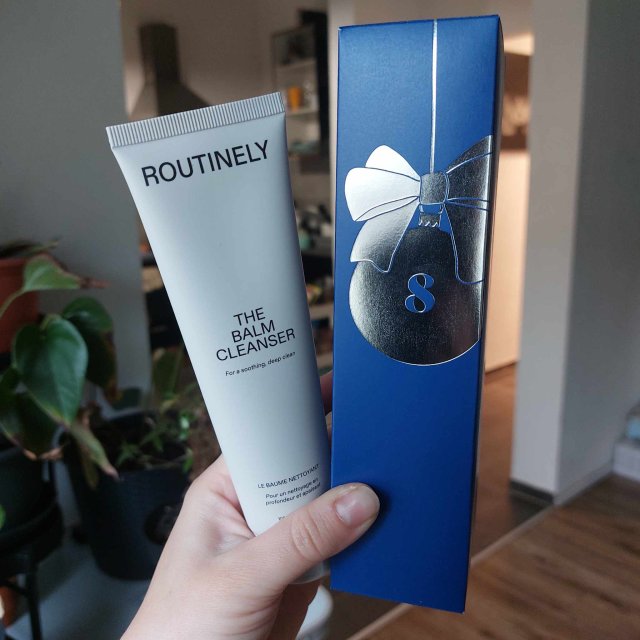 ROUTINELY
THE
BALM
CLEANSER
For a soothing, deep clean
LE BAUME NETTOYANT
Pour un nettoyage en
profondeur et apaisant
8